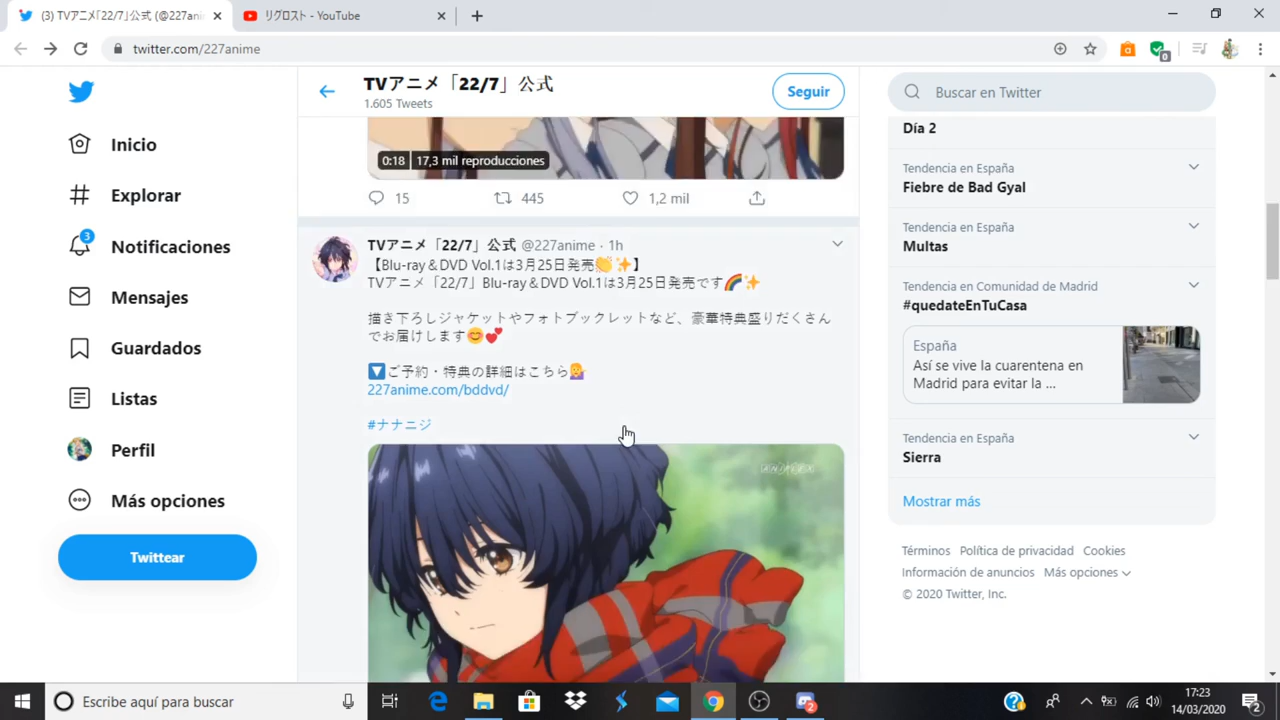 (3) TVアニメ「22/7」公式 (@227ani
リグロスト - YouTube
twitter.com/227anime
0
Inicio
Explorar
3
Notificaciones
Mensajes
Guardados
Listas
Perfil
Más opciones
Twittear
TVアニメ「22/7」公式
1.605 Tweets
Seguir
0:18 | 17,3 mil reproducciones
15
445
1,2 mil
TVアニメ「22/7」公式 @227anime · 1h
【Blu-ray＆DVD Vol.1は3月25日発売👏✨】
TVアニメ「22/7」Blu-ray＆DVD Vol.1は3月25日発売です🌈✨
描き下ろしジャケットやフォトブックレットなど、豪華特典盛りだくさん
でお届けします😊💕
🔽ご予約・特典の詳細はこちら💁‍♀️
227anime.com/bddvd/
#ナナニジ
Buscar en Twitter
Día 2
Tendencia en España
Fiebre de Bad Gyal
Tendencia en España
Multas
Tendencia en Comunidad de Madrid
#quedateEnTuCasa
España
Así se vive la cuarentena en
Madrid para evitar la ...
Tendencia en España
Sierra
Mostrar más
Términos Política de privacidad Cookies
Información de anuncios Más opciones
© 2020 Twitter, Inc.
Escribe aquí para buscar
2
17:23
14/03/2020
2